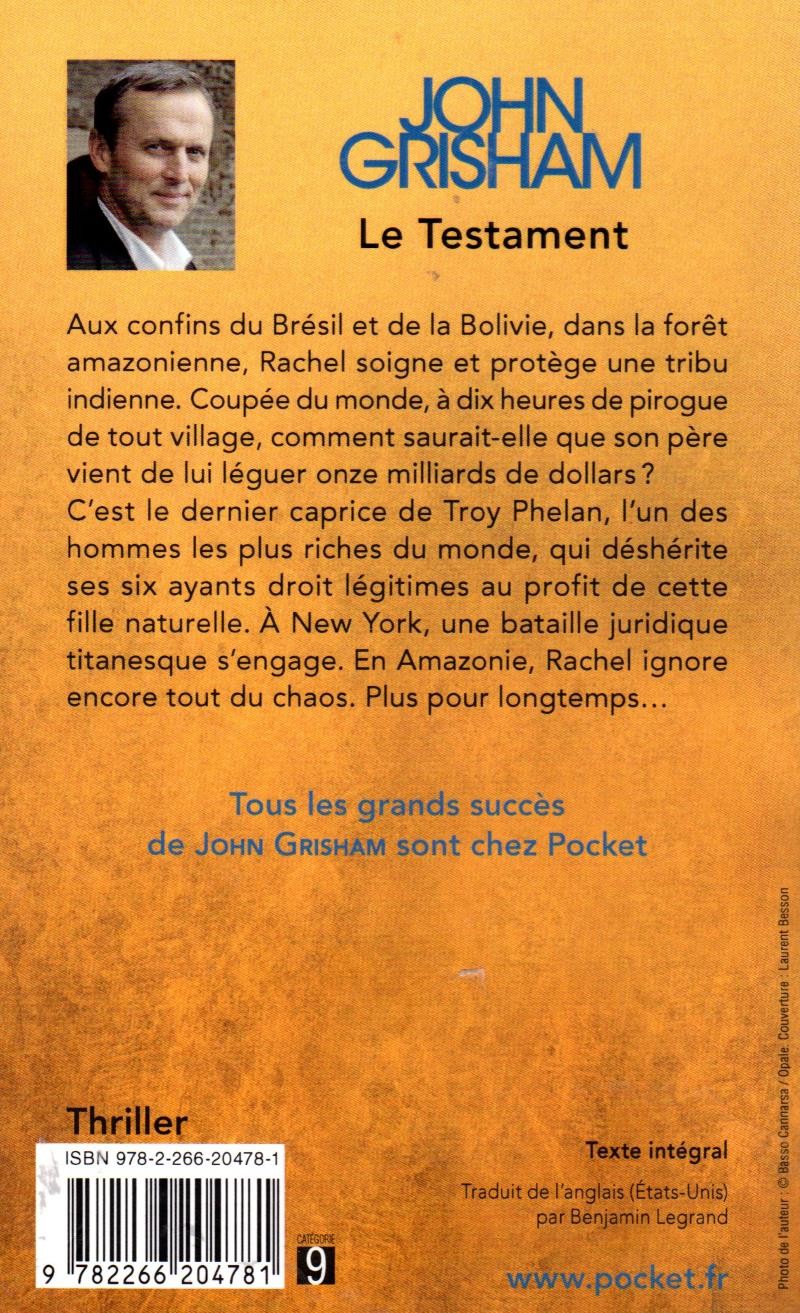 JOHN
GRISHAM
Le Testament
Aux confins du Brésil et de la Bolivie, dans la forêt
amazonienne, Rachel soigne et protège une tribu
indienne. Coupée du monde, à dix heures de pirogue
de tout village, comment saurait-elle que son père
vient de lui léguer onze milliards de dollars ?
C’est le dernier caprice de Troy Phelan, l’un des
hommes les plus riches du monde, qui déshérite
ses six ayants droit légitimes au profit de cette
fille naturelle. À New York, une bataille juridique
titanesque s’engage. En Amazonie, Rachel ignore
encore tout du chaos. Plus pour longtemps…
Tous les grands succès
de JOHN GRISHAM sont chez Pocket
Thriller
ISBN 978-2-266-20478-1
9 782266 204781
CATÉGORIE
9
Texte intégral
Traduit de l’anglais (États-Unis)
par Benjamin Legrand
www.pocket.fr
Photo de l’auteur : © Basso Cannarsa / Opale. Couverture : Laurent Besson